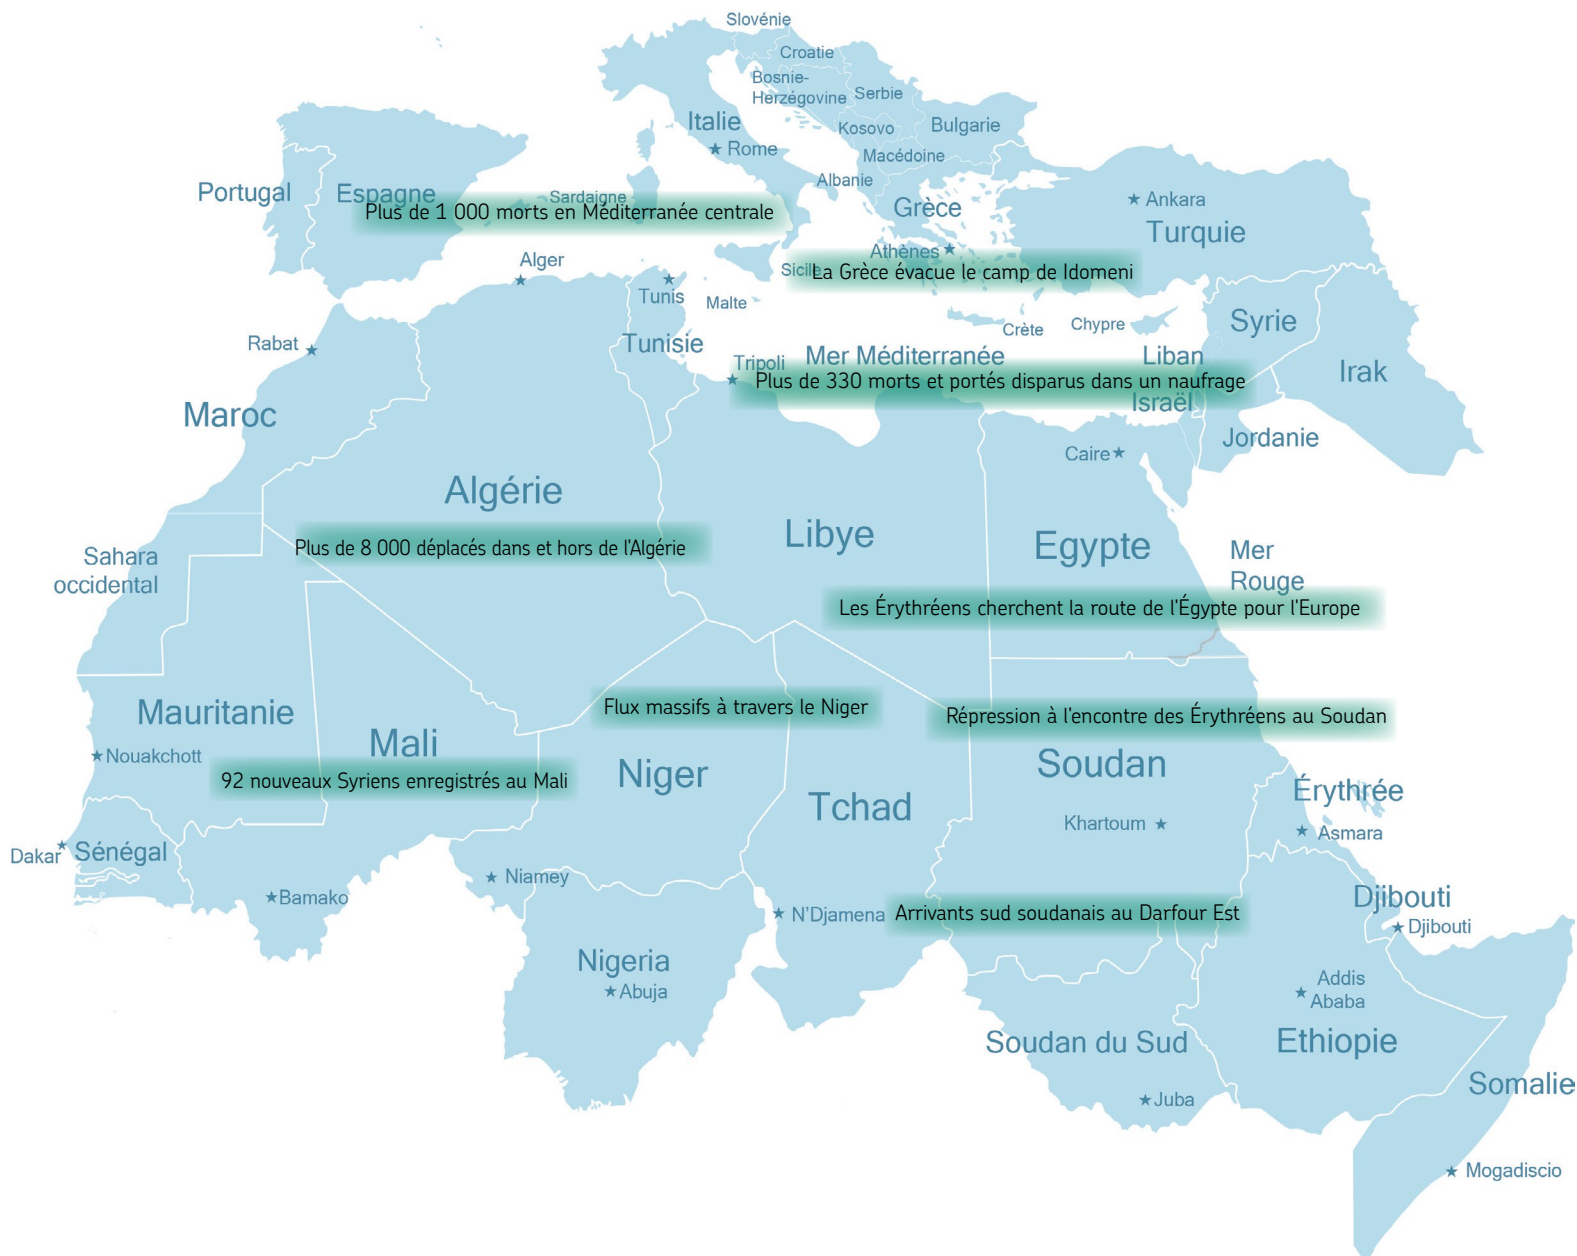 Slovénie
Croatie
Bosnie-
Herzégovine
Serbie
Italie
Rome
Kosovo
Bulgarie
Macédoine
Albanie
Portugal
Espagne
Sardaigne
Plus de 1 000 morts en Méditerranée centrale
Grèce
Ankara
Turquie
Athènes
Sicile
La Grèce évacue le camp de Idomeni
Alger
Tunis
Malte
Crète
Chypre
Syrie
Rabat
Tunisie
Tripoli
Mer Méditerranée
Liban
Irak
Plus de 330 morts et portés disparus dans un naufrage
Israël
Maroc
Jordanie
Caire
Algérie
Libye
Egypte
Plus de 8 000 déplacés dans et hors de l'Algérie
Sahara
occidental
Mer
Rouge
Les Érythréens cherchent la route de l'Égypte pour l'Europe
Mauritanie
Flux massifs à travers le Niger
Répression à l'encontre des Érythréens au Soudan
Nouakchott
Mali
92 nouveaux Syriens enregistrés au Mali
Niger
Soudan
Tchad
Érythrée
Khartoum
Asmara
Dakar
Sénégal
Niamey
Bamako
N'Djamena
Arrivants sud soudanais au Darfour Est
Djibouti
Djibouti
Nigeria
Abuja
Addis
Ababa
Soudan du Sud
Ethiopie
Somalie
Juba
Mogadiscio